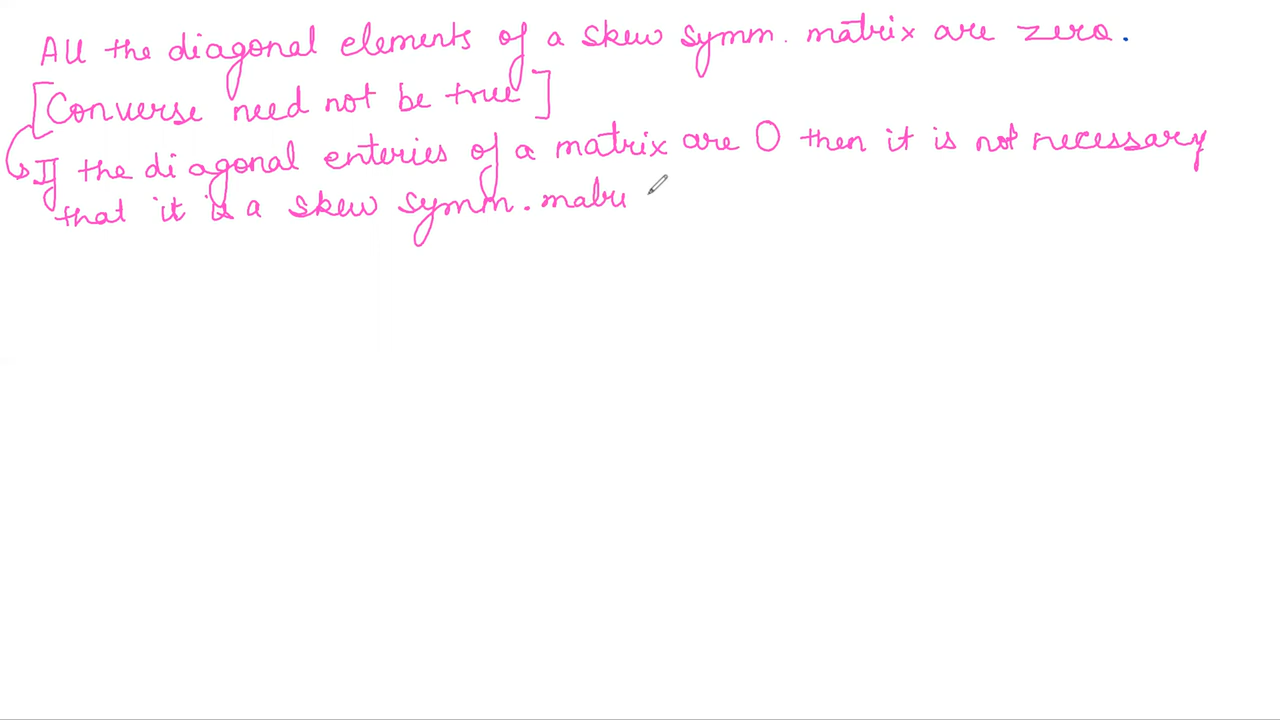 All the diagonal elements of a skew symm. matrix are zero.
[Converse need not be true]
If the diagonal enteries of a matrix are 0 then it is not necessary
that it is a skew symm. matri